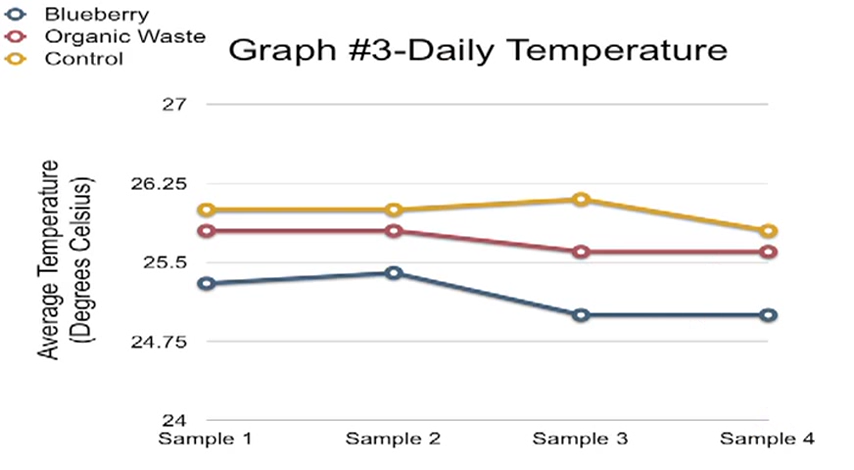 Blueberry
Organic Waste
Control
Graph #3-Daily Temperature
27
26.25
25.5
24.75
24
Average Temperature
(Degrees Celsius)
Sample 1
Sample 2
Sample 3
Sample 4